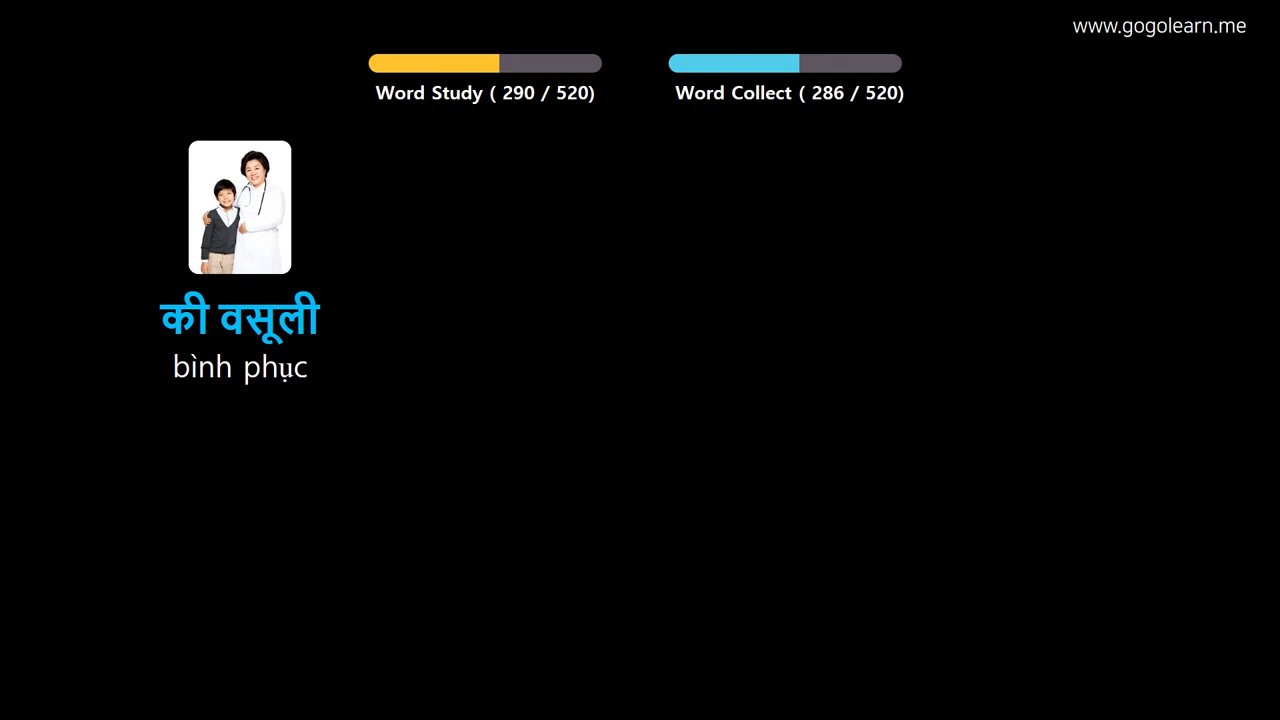 www.gogolearn.me
Word Study ( 290 / 520)
Word Collect ( 286 / 520)
की वसूली
bình phục